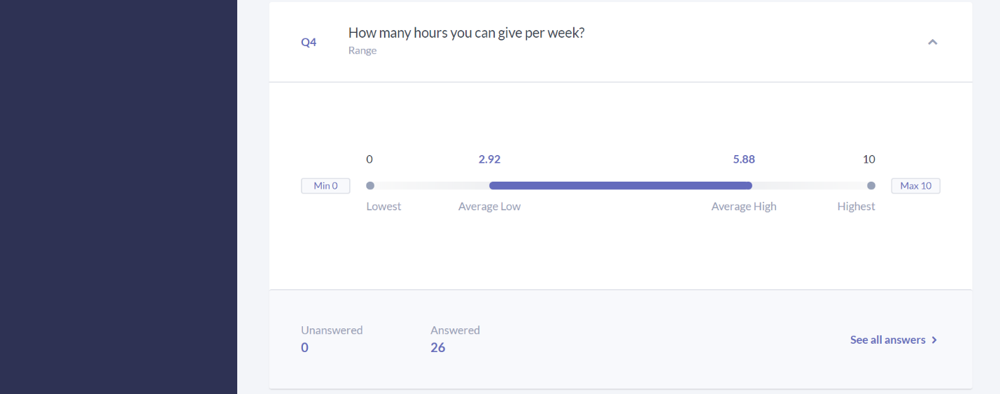 Q4
How many hours you can give per week?
Range
0 2.92 5.88 10
Min 0 Max 10
Lowest Average Low Average High Highest
Unanswered Answered
0 26
See all answers